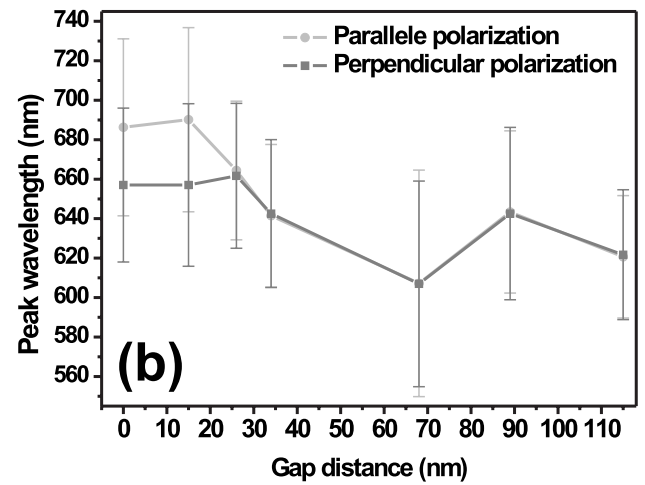 740
720
700
680
660
640
620
600
580
560
Peak wavelength (nm)
Parallele polarization
Perpendicular polarization
(b)
0 10 20 30 40 50 60 70 80 90 100 110
Gap distance (nm)